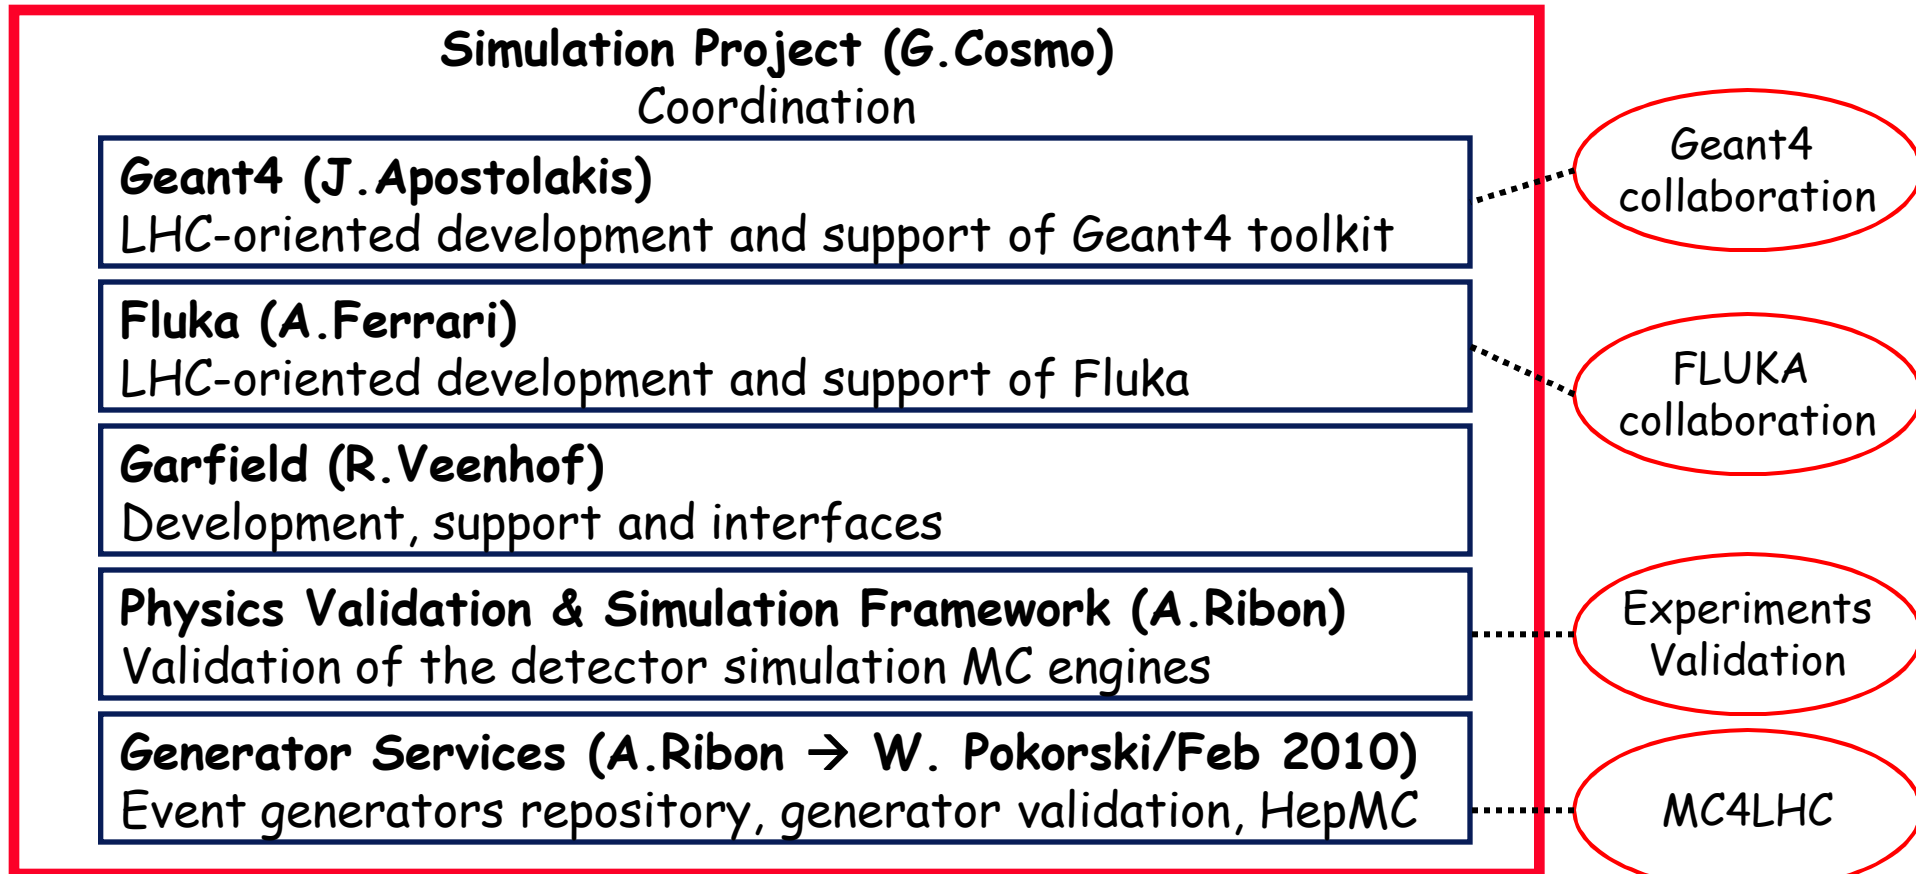 Simulation Project (G.Cosmo)
Coordination
Geant4 (J.Apostolakis)
LHC-oriented development and support of Geant4 toolkit
Geant4
collaboration
Fluka (A.Ferrari)
LHC-oriented development and support of Fluka
FLUKA
collaboration
Garfield (R.Veenhof)
Development, support and interfaces
Physics Validation & Simulation Framework (A.Ribon)
Validation of the detector simulation MC engines
Experiments
Validation
Generator Services (A.Ribon → W. Pokorski/Feb 2010)
Event generators repository, generator validation, HepMC
MC4LHC